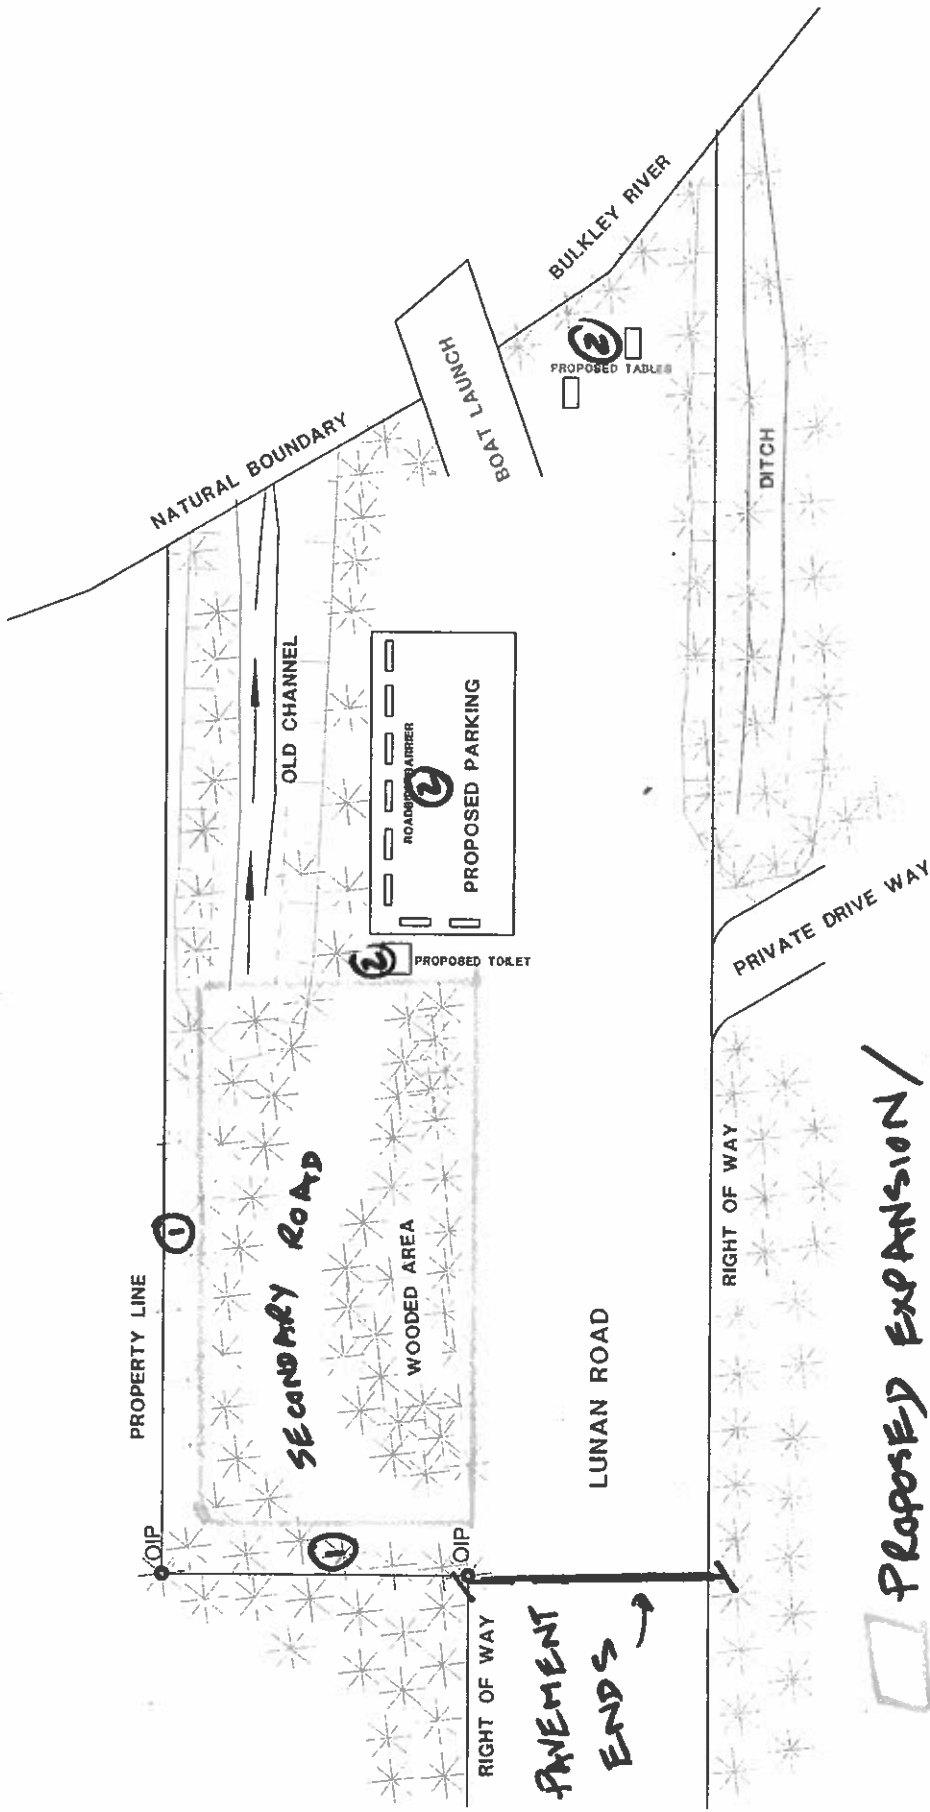 PROPERTY LINE
NATURAL BOUNDARY
BULKLEY RIVER
BOAT LAUNCH
PROPOSED TABLES
2
OLD CHANNEL
DITCH
2
PROPOSED PARKING
2
PROPOSED TOILET
PRIVATE DRIVE WAY
1
SECONDARY ROAD
WOODED AREA
LUNAN ROAD
RIGHT OF WAY
OIP
1
OIP
RIGHT OF WAY
PAVEMENT
ENDS
PROPOSED EXPANSION/